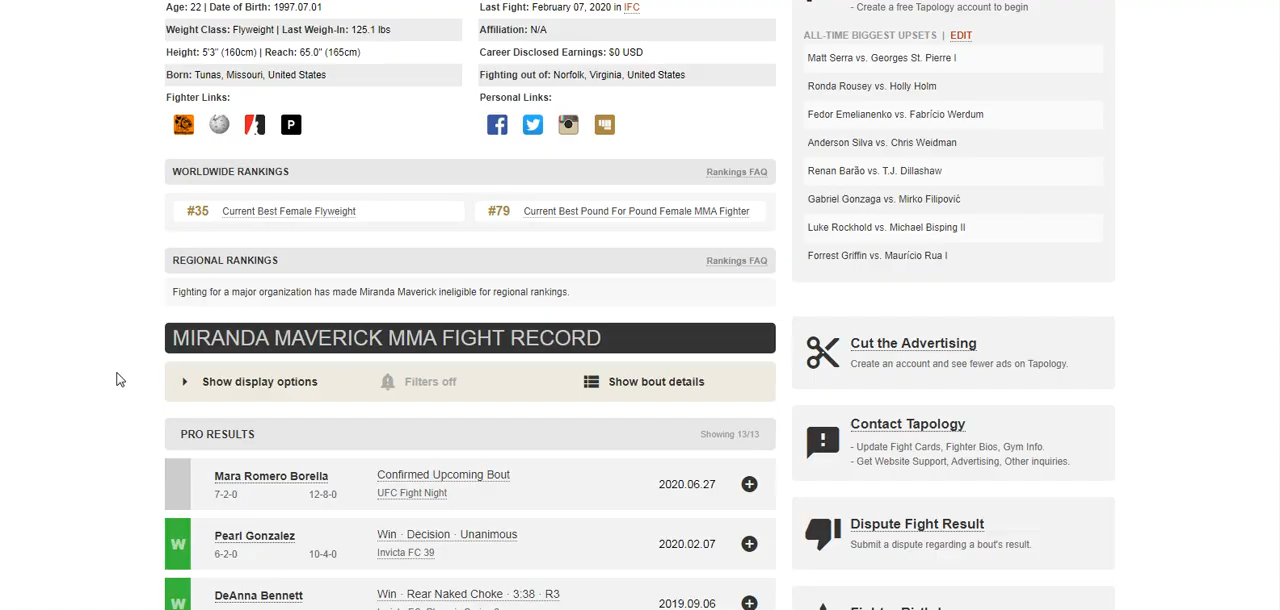 Age: 22 | Date of Birth: 1997.07.01
Last Fight: February 07, 2020 in IFC
Weight Class: Flyweight | Last Weigh-In: 125.1 lbs
Affiliation: N/A
Height: 5'3" (160cm) | Reach: 65.0" (165cm)
Career Disclosed Earnings: $0 USD
Born: Tunas, Missouri, United States
Fighting out of: Norfolk, Virginia, United States
Fighter Links:
Personal Links:
P
WORLDWIDE RANKINGS
Rankings FAQ
#35 Current Best Female Flyweight
#79 Current Best Pound For Pound Female MMA Fighter
REGIONAL RANKINGS
Rankings FAQ
Fighting for a major organization has made Miranda Maverick ineligible for regional rankings.
MIRANDA MAVERICK MMA FIGHT RECORD
Show display options
Filters off
Show bout details
PRO RESULTS
Showing 13/13
Mara Romero Borella
Confirmed Upcoming Bout
2020.06.27
7-2-0
12-8-0
UFC Fight Night
W
Pearl Gonzalez
Win · Decision · Unanimous
2020.02.07
6-2-0
10-4-0
Invicta FC 39
W
DeAnna Bennett
Win · Rear Naked Choke · 3:38 · R3
2019.09.06
- Create a free Tapology account to begin
ALL-TIME BIGGEST UPSETS | EDIT
Matt Serra vs. Georges St. Pierre I
Ronda Rousey vs. Holly Holm
Fedor Emelianenko vs. Fabrício Werdum
Anderson Silva vs. Chris Weidman
Renan Barão vs. T.J. Dillashaw
Gabriel Gonzaga vs. Mirko Filipović
Luke Rockhold vs. Michael Bisping II
Forrest Griffin vs. Maurício Rua I
Cut the Advertising
Create an account and see fewer ads on Tapology.
Contact Tapology
- Update Fight Cards, Fighter Bios, Gym Info.
- Get Website Support, Advertising, Other inquiries.
Dispute Fight Result
Submit a dispute regarding a bout's result.